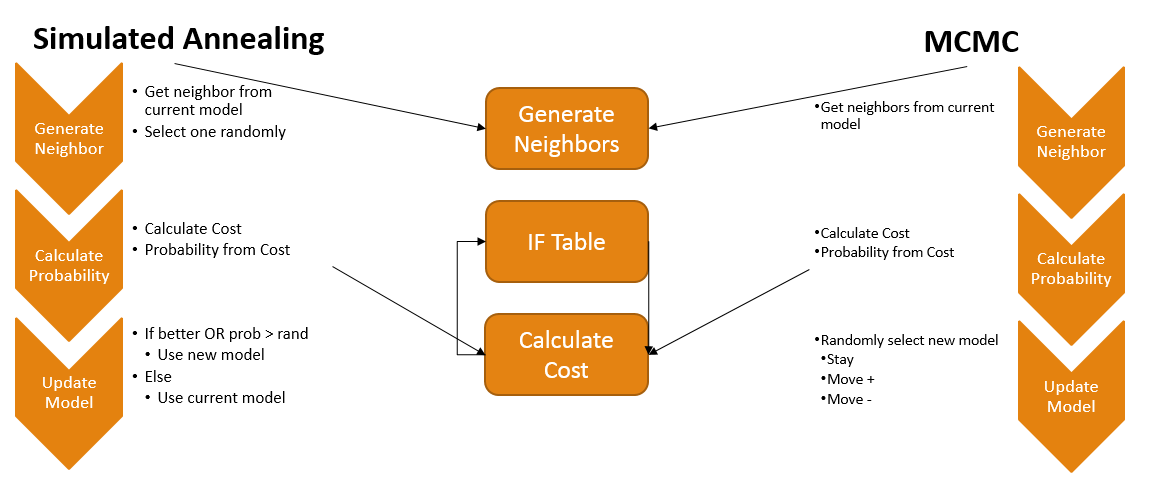 Simulated Annealing
Generate
Neighbor
• Get neighbor from
current model
• Select one randomly
Calculate
Probability
• Calculate Cost
• Probability from Cost
Update
Model
• If better OR prob > rand
• Use new model
• Else
• Use current model
Generate
Neighbors
IF Table
Calculate
Cost
MCMC
•Get neighbors from current
model
Generate
Neighbor
•Calculate Cost
•Probability from Cost
Calculate
Probability
•Randomly select new model
•Stay
•Move +
•Move -
Update
Model